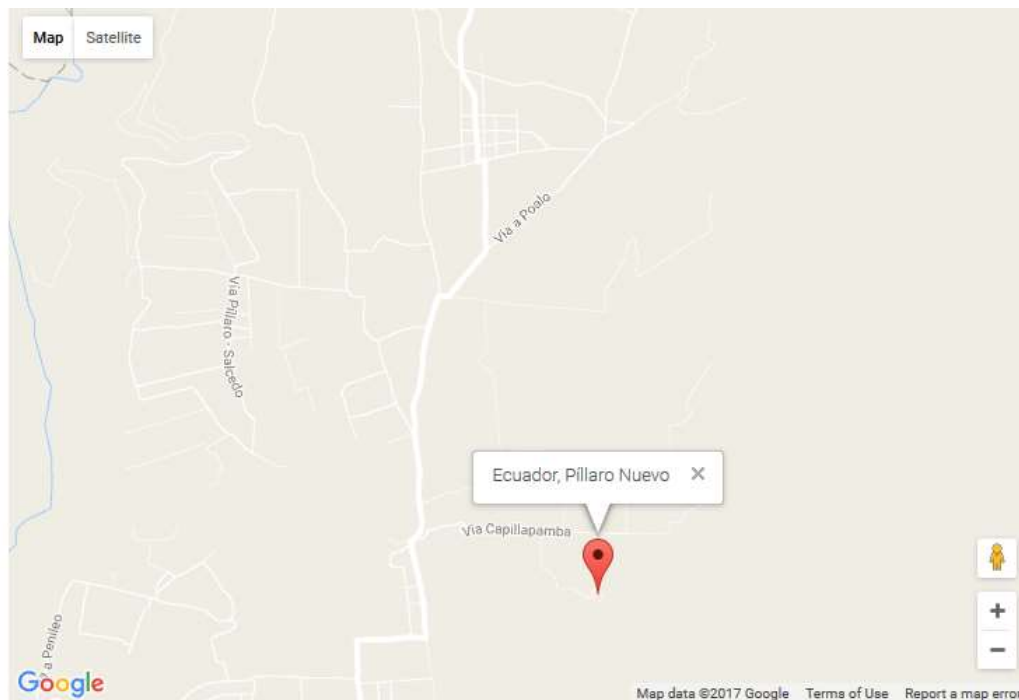 Map Satellite
Vía a Poalo
Vía Píllaro - Salcedo
Ecuador, Píllaro Nuevo ×
Vía Capillapamba
a Penileo
+
−
Google
Map data ©2017 Google Terms of Use Report a map error